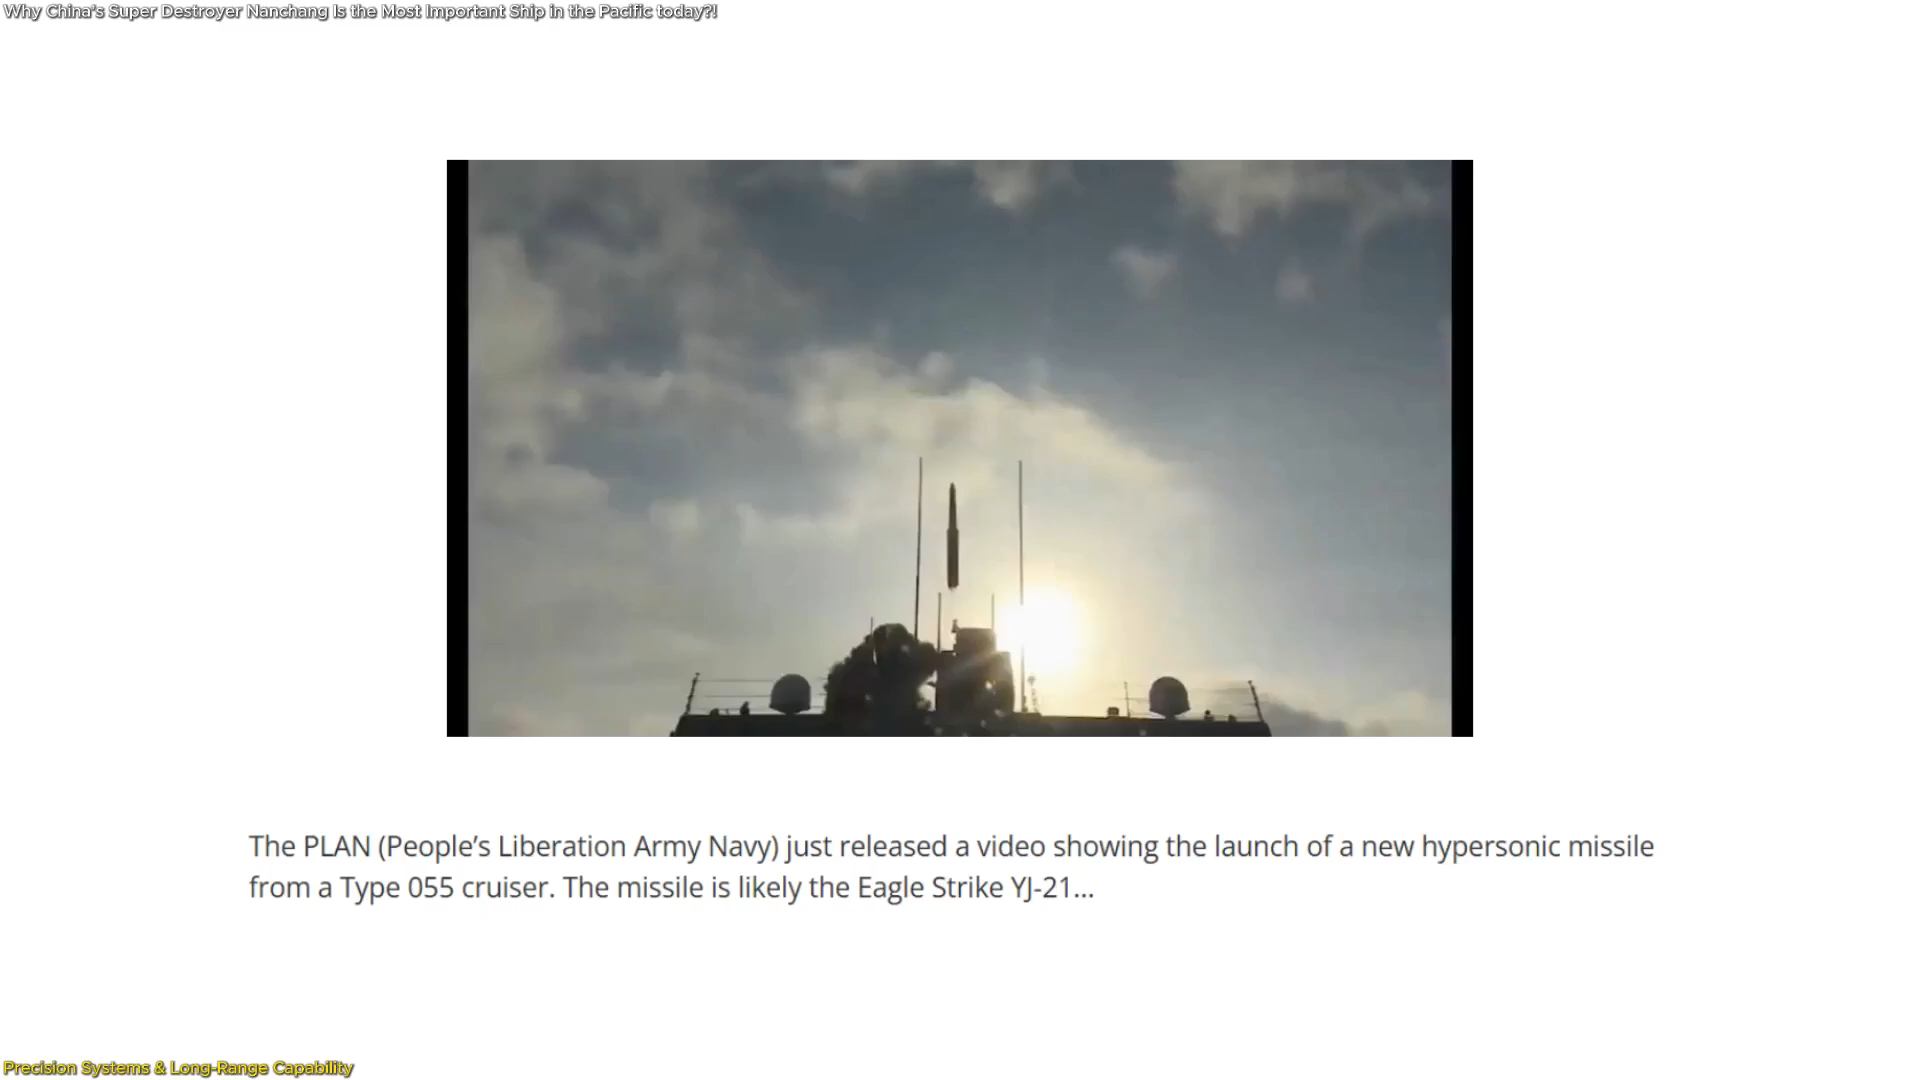 Why China's Super Destroyer Nanchang Is the Most Important Ship in the Pacific today?!
The PLAN (People’s Liberation Army Navy) just released a video showing the launch of a new hypersonic missile
from a Type 055 cruiser. The missile is likely the Eagle Strike YJ-21...
Precision Systems & Long-Range Capability